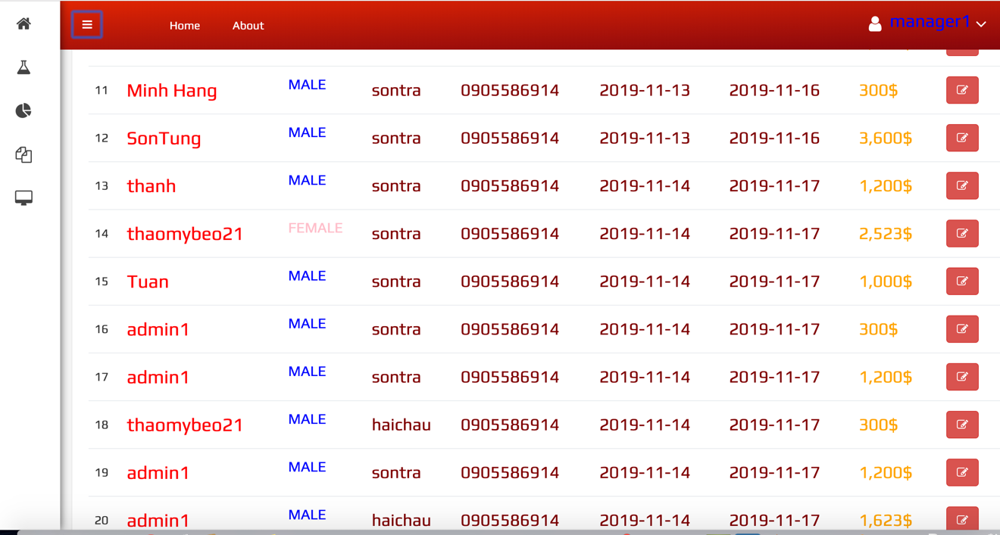 Home About manager1
11 Minh Hang MALE sontra 0905586914 2019-11-13 2019-11-16 300$
12 SonTung MALE sontra 0905586914 2019-11-13 2019-11-16 3,600$
13 thanh MALE sontra 0905586914 2019-11-14 2019-11-17 1,200$
14 thaomybeo21 FEMALE sontra 0905586914 2019-11-14 2019-11-17 2,523$
15 Tuan MALE sontra 0905586914 2019-11-14 2019-11-17 1,000$
16 admin1 MALE sontra 0905586914 2019-11-14 2019-11-17 300$
17 admin1 MALE sontra 0905586914 2019-11-14 2019-11-17 1,200$
18 thaomybeo21 MALE haichau 0905586914 2019-11-14 2019-11-17 300$
19 admin1 MALE sontra 0905586914 2019-11-14 2019-11-17 1,200$
20 admin1 MALE haichau 0905586914 2019-11-14 2019-11-17 1,623$